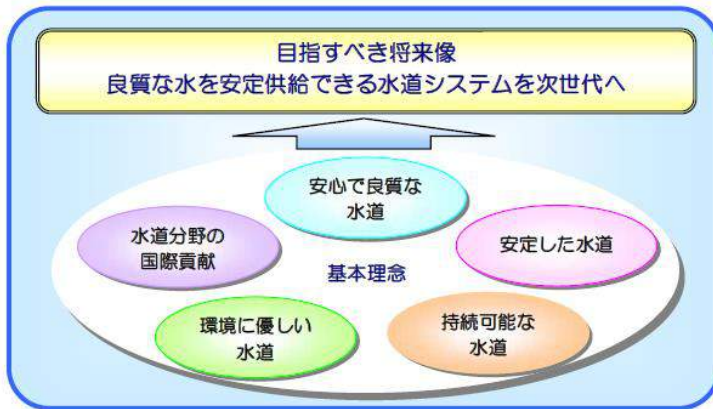 目指すべき将来像
良質な水を安定供給できる水道システムを次世代へ
安心で良質な
水道
水道分野の
国際貢献
安定した水道
基本理念
環境に優しい
水道
持続可能な
水道